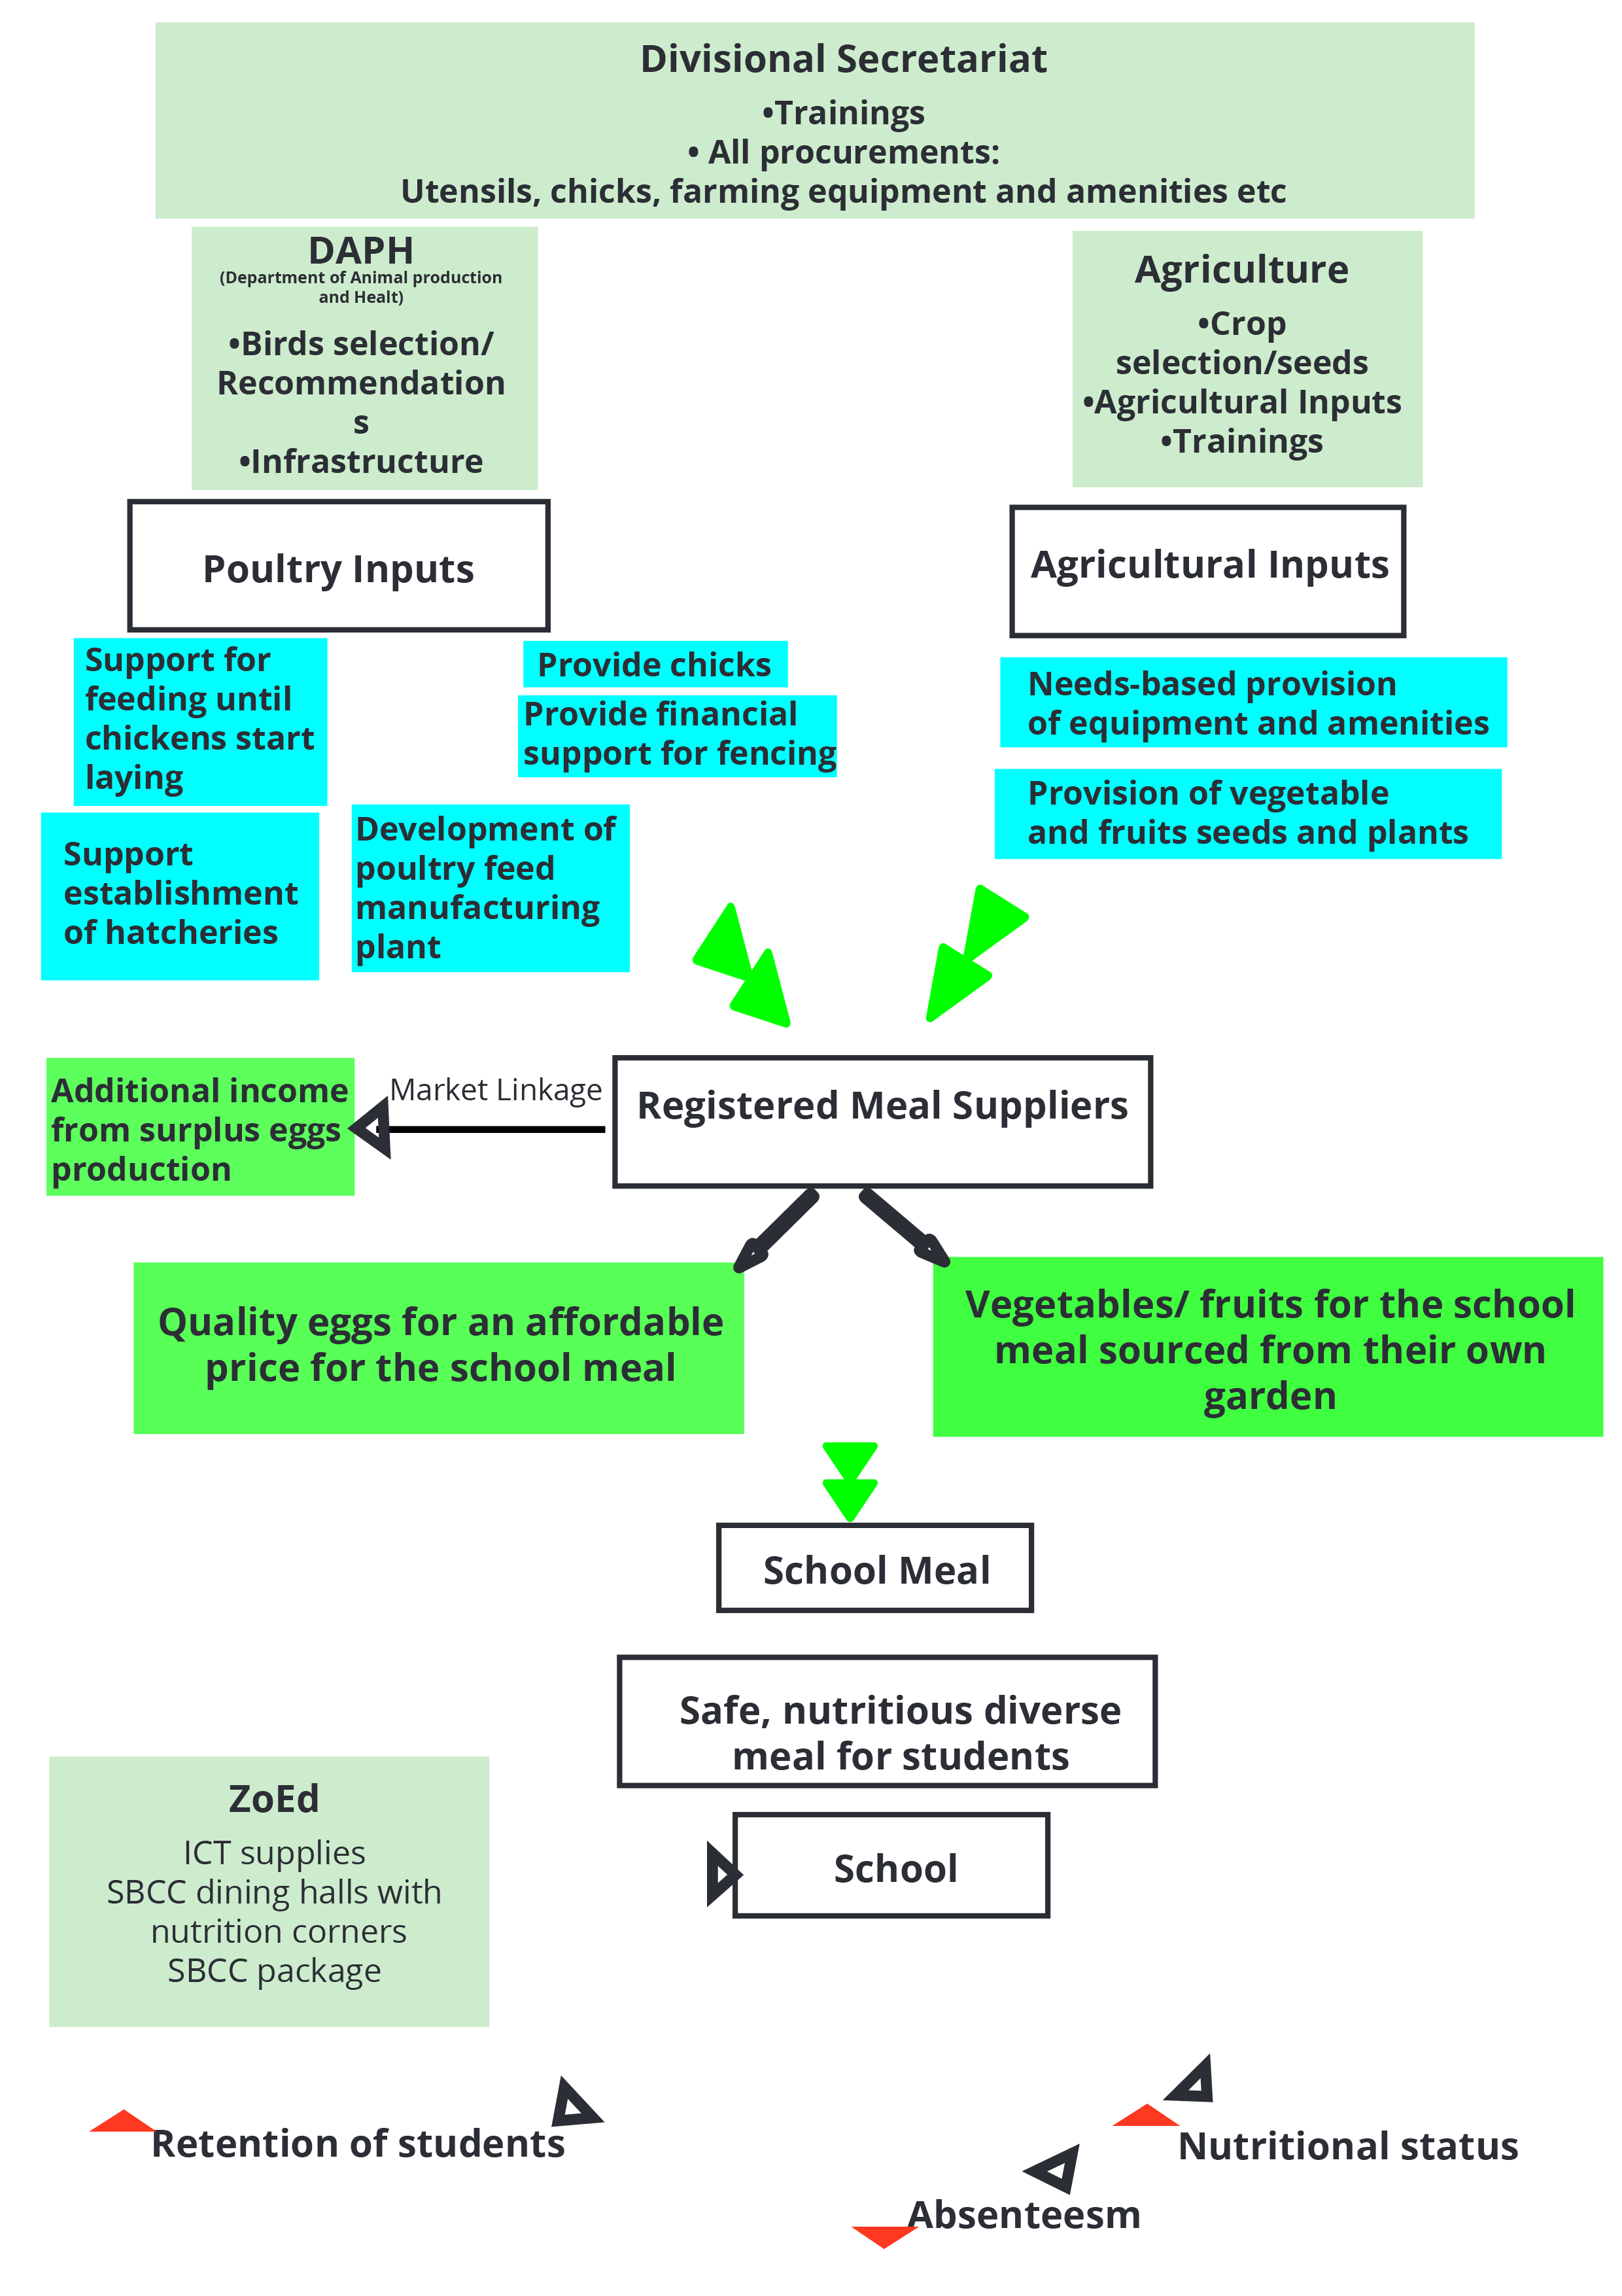 Divisional Secretariat
•Trainings
• All procurements:
Utensils, chicks, farming equipment and amenities etc
DAPH
(Department of Animal production
and Healt)
•Birds selection/
Recommendation
s
•Infrastructure
Agriculture
•Crop
selection/seeds
•Agricultural Inputs
•Trainings
Poultry Inputs
Agricultural Inputs
Support for
feeding until
chickens start
laying
Provide chicks
Provide financial
support for fencing
Needs-based provision
of equipment and amenities
Provision of vegetable
and fruits seeds and plants
Support
establishment
of hatcheries
Development of
poultry feed
manufacturing
plant
Additional income
from surplus eggs
production
Market Linkage
Registered Meal Suppliers
Quality eggs for an affordable
price for the school meal
Vegetables/ fruits for the school
meal sourced from their own
garden
School Meal
Safe, nutritious diverse
meal for students
ZoEd
ICT supplies
SBCC dining halls with
nutrition corners
SBCC package
School
Retention of students
Nutritional status
Absenteesm